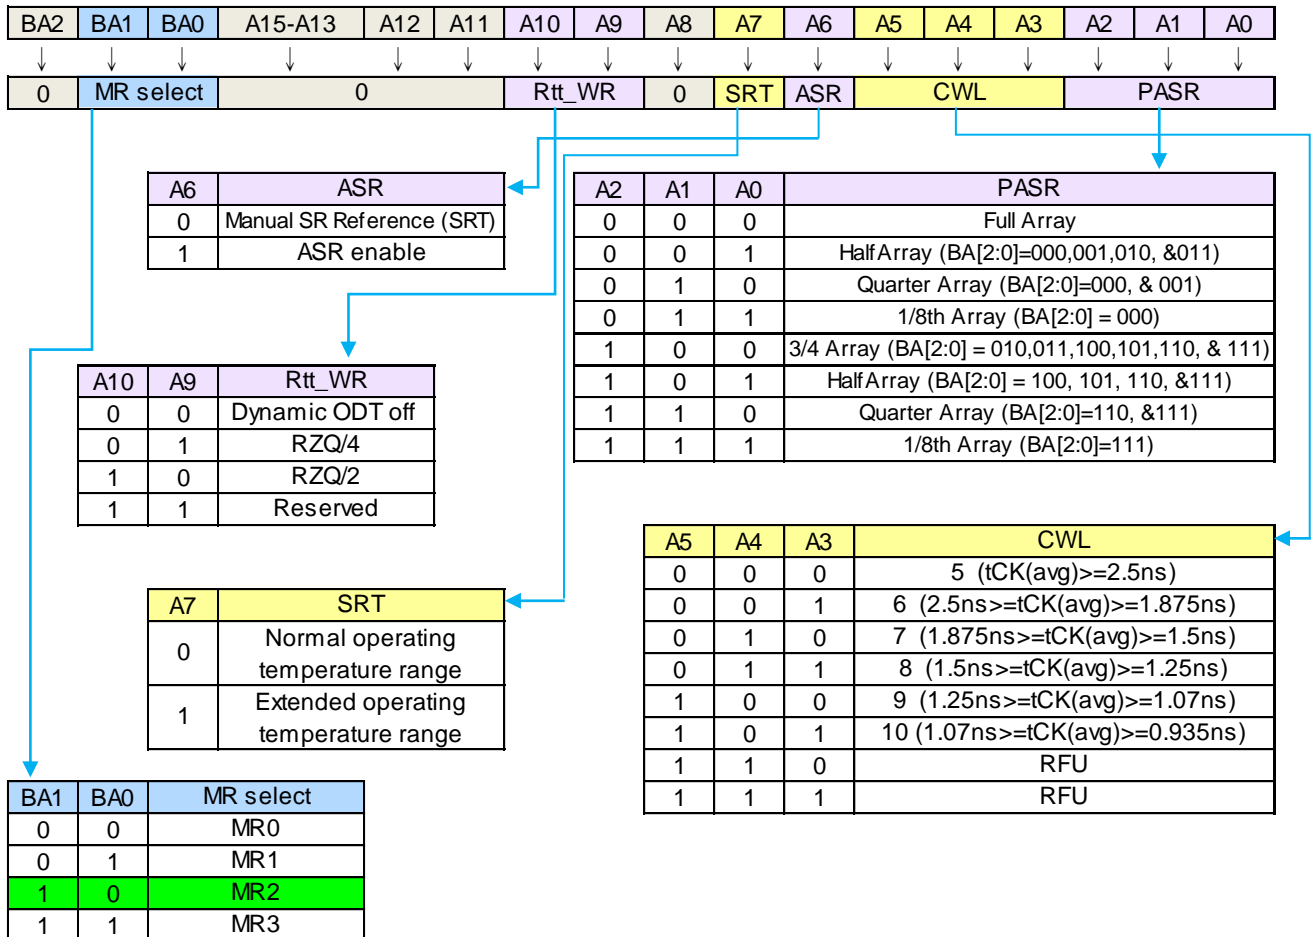 BA2 BA1 BA0 A15-A13 A12 A11 A10 A9 A8 A7 A6 A5 A4 A3 A2 A1 A0
0 MR select 0 Rtt_WR 0 SRT ASR CWL PASR
A6 ASR
0 Manual SR Reference (SRT)
1 ASR enable
A2 A1 A0 PASR
0 0 0 Full Array
0 0 1 Half Array (BA[2:0]=000,001,010, &011)
0 1 0 Quarter Array (BA[2:0]=000, & 001)
0 1 1 1/8th Array (BA[2:0] = 000)
1 0 0 3/4 Array (BA[2:0] = 010,011,100,101,110, & 111)
1 0 1 Half Array (BA[2:0] = 100, 101, 110, &111)
1 1 0 Quarter Array (BA[2:0]=110, &111)
1 1 1 1/8th Array (BA[2:0]=111)
A10 A9 Rtt_WR
0 0 Dynamic ODT off
0 1 RZQ/4
1 0 RZQ/2
1 1 Reserved
A5 A4 A3 CWL
0 0 0 5 (tCK(avg)>=2.5ns)
0 0 1 6 (2.5ns>=tCK(avg)>=1.875ns)
0 1 0 7 (1.875ns>=tCK(avg)>=1.5ns)
0 1 1 8 (1.5ns>=tCK(avg)>=1.25ns)
1 0 0 9 (1.25ns>=tCK(avg)>=1.07ns)
1 0 1 10 (1.07ns>=tCK(avg)>=0.935ns)
1 1 0 RFU
1 1 1 RFU
A7 SRT
0 Normal operating
temperature range
1 Extended operating
temperature range
BA1 BA0 MR select
0 0 MR0
0 1 MR1
1 0 MR2
1 1 MR3